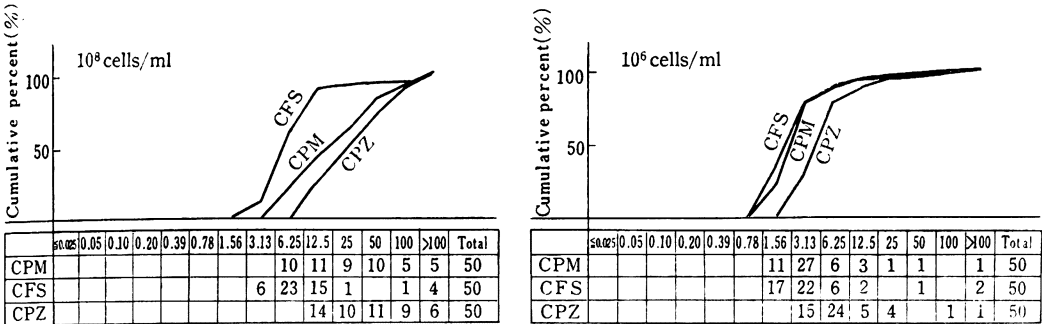 Cumulative percent (%)
10⁸ cells/ml
100
50
CFS
CPM
CPZ
≤0.025 0.05 0.10 0.20 0.39 0.78 1.56 3.13 6.25 12.5 25 50 100 >100 Total
CPM 10 11 9 10 5 5 50
CFS 6 23 15 1 1 4 50
CPZ 14 10 11 9 6 50
Cumulative percent (%)
10⁶ cells/ml
100
50
CFS
CPM
CPZ
≤0.025 0.05 0.10 0.20 0.39 0.78 1.56 3.13 6.25 12.5 25 50 100 >100 Total
CPM 11 27 6 3 1 1 1 50
CFS 17 22 6 2 1 2 50
CPZ 15 24 5 4 1 1 50